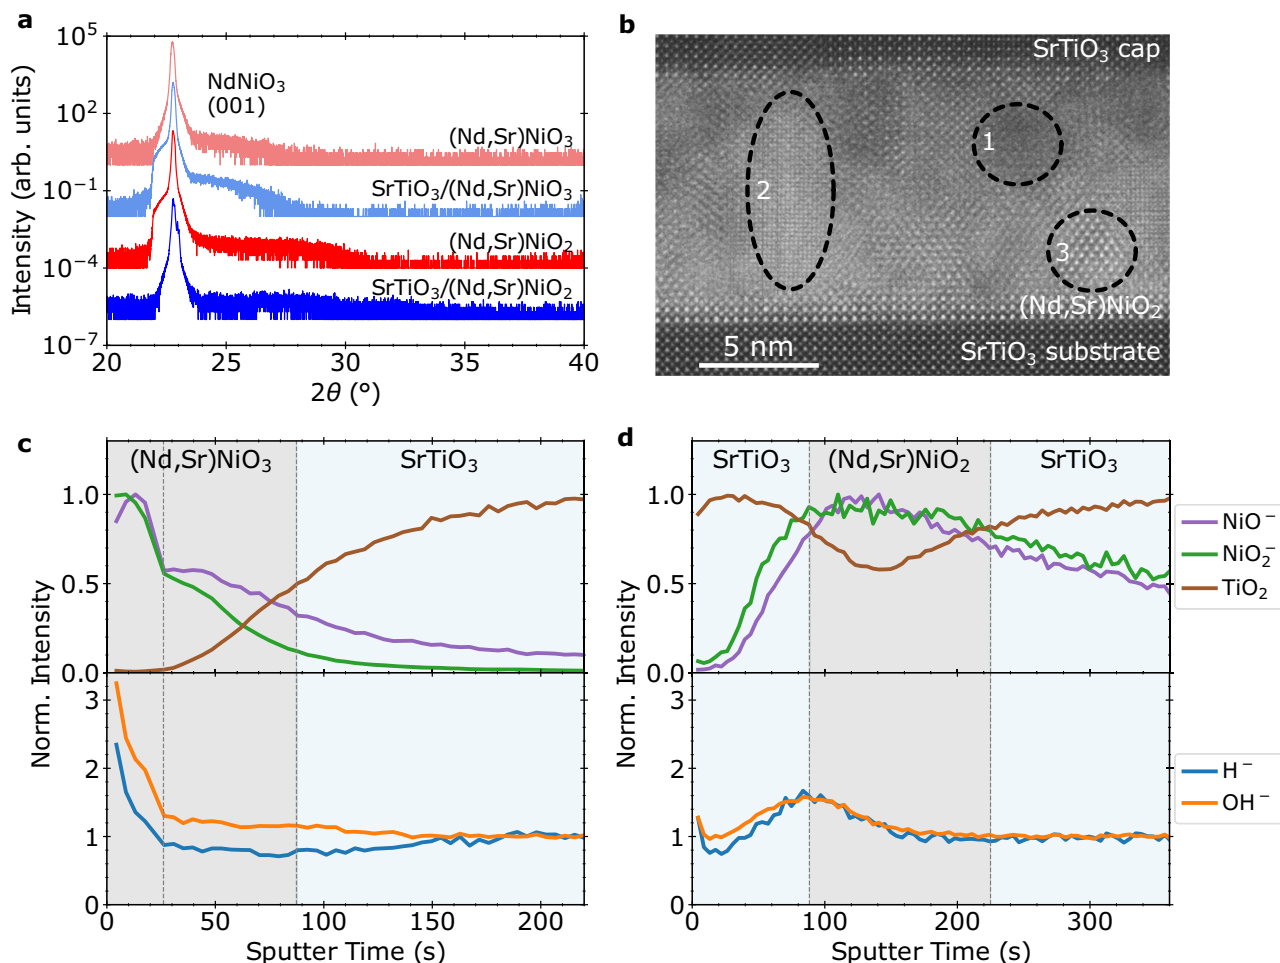 a
Intensity (arb. units)
10⁵
10²
10⁻¹
10⁻⁴
10⁻⁷
NdNiO₃
(001)
(Nd,Sr)NiO₃
SrTiO₃/(Nd,Sr)NiO₃
(Nd,Sr)NiO₂
SrTiO₃/(Nd,Sr)NiO₂
20 25 30 35 40
2θ (°)
b
SrTiO₃ cap
1
2
3
(Nd,Sr)NiO₂
SrTiO₃ substrate
5 nm
c
(Nd,Sr)NiO₃ SrTiO₃
Norm. Intensity
1.0
0.5
0.0
3
2
1
0
0 50 100 150 200
Sputter Time (s)
d
SrTiO₃ (Nd,Sr)NiO₂ SrTiO₃
Norm. Intensity
1.0
0.5
0.0
3
2
1
0
0 100 200 300
Sputter Time (s)
NiO⁻
NiO₂⁻
TiO₂
H⁻
OH⁻